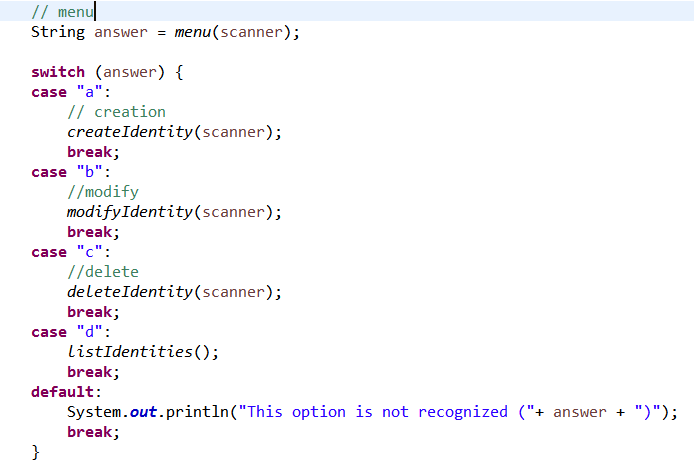 // menu
String answer = menu(scanner);
switch (answer) {
case "a":
// creation
createIdentity(scanner);
break;
case "b":
//modify
modifyIdentity(scanner);
break;
case "c":
//delete
deleteIdentity(scanner);
break;
case "d":
listIdentities();
break;
default:
System.out.println("This option is not recognized ("+ answer + ")");
break;
}